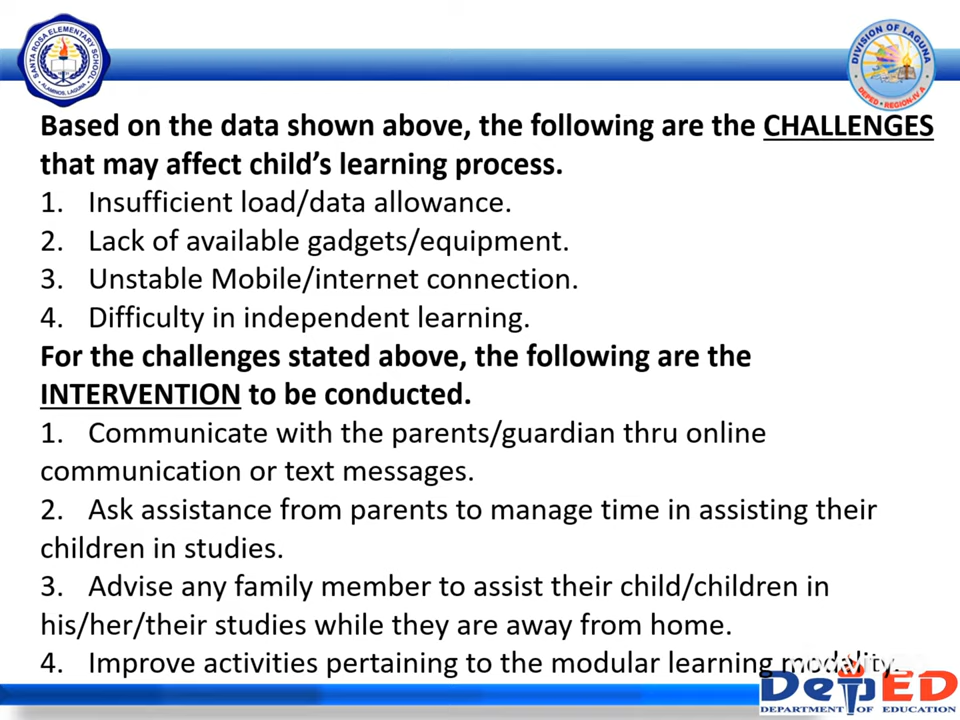 SANTA ROSA ELEMENTARY SCHOOL
ALAMINOS, LAGUNA
DIVISION OF LAGUNA
DEPED REGION-IV A
Based on the data shown above, the following are the CHALLENGES
that may affect child's learning process.
1. Insufficient load/data allowance.
2. Lack of available gadgets/equipment.
3. Unstable Mobile/internet connection.
4. Difficulty in independent learning.
For the challenges stated above, the following are the
INTERVENTION to be conducted.
1. Communicate with the parents/guardian thru online
communication or text messages.
2. Ask assistance from parents to manage time in assisting their
children in studies.
3. Advise any family member to assist their child/children in
his/her/their studies while they are away from home.
4. Improve activities pertaining to the modular learning modality.
DepED
DEPARTMENT OF EDUCATION